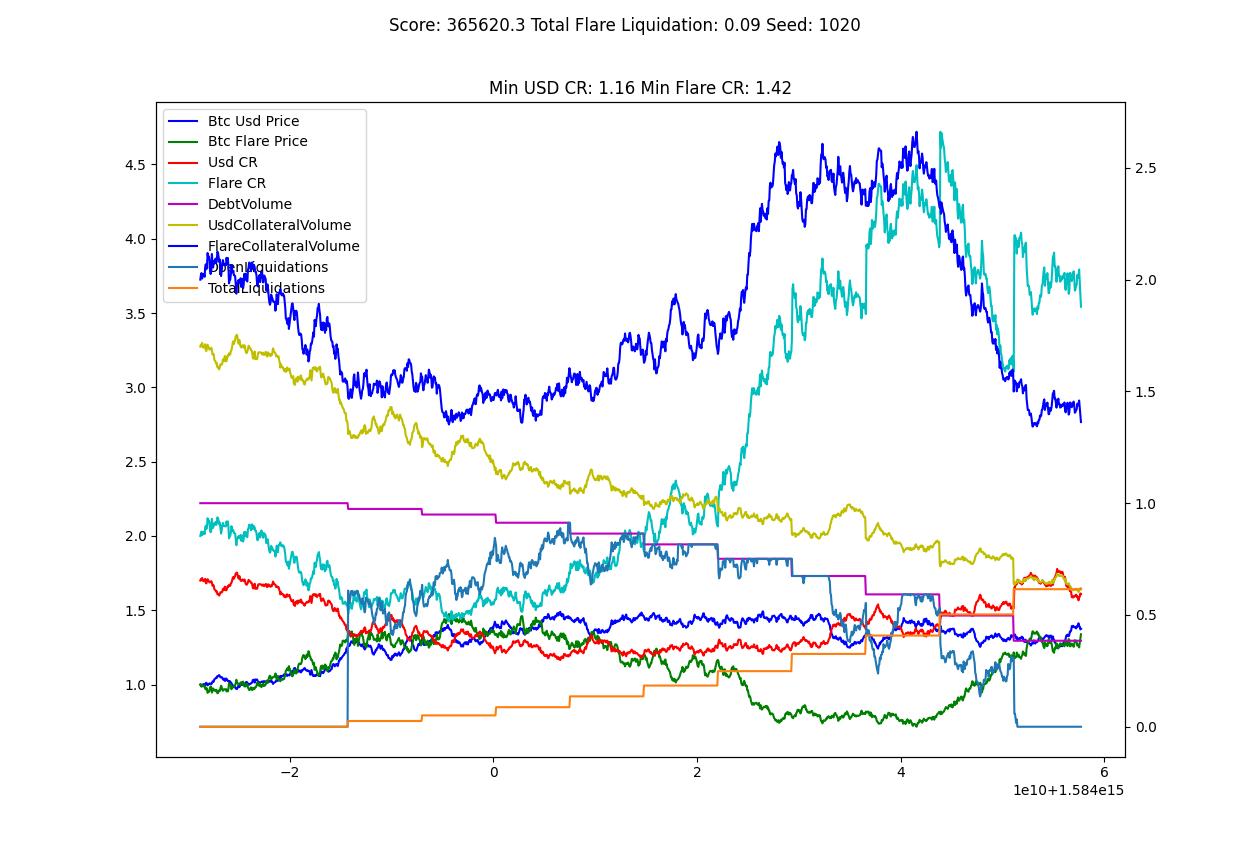 Score: 365620.3 Total Flare Liquidation: 0.09 Seed: 1020
Min USD CR: 1.16 Min Flare CR: 1.42
Btc Usd Price
Btc Flare Price
Usd CR
Flare CR
DebtVolume
UsdCollateralVolume
FlareCollateralVolume
OpenLiquidations
TotalLiquidations
4.5
4.0
3.5
3.0
2.5
2.0
1.5
1.0
2.5
2.0
1.5
1.0
0.5
0.0
−2
0
2
4
6
1e10+1.584e15